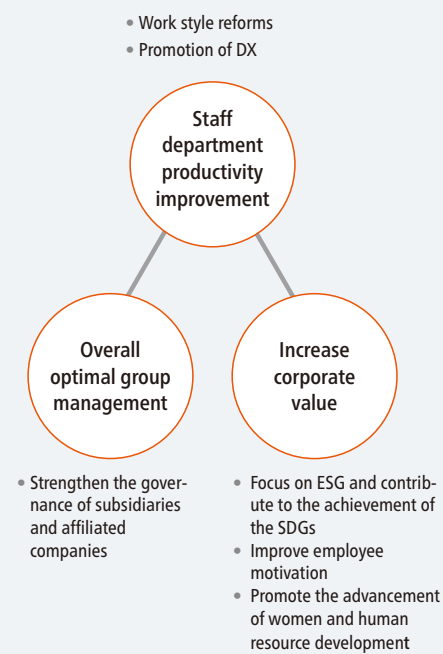 • Work style reforms
• Promotion of DX
Staff
department
productivity
improvement
Overall
optimal group
management
Increase
corporate
value
• Strengthen the gover-
nance of subsidiaries
and affiliated
companies
• Focus on ESG and contrib-
ute to the achievement of
the SDGs
• Improve employee
motivation
• Promote the advancement
of women and human
resource development